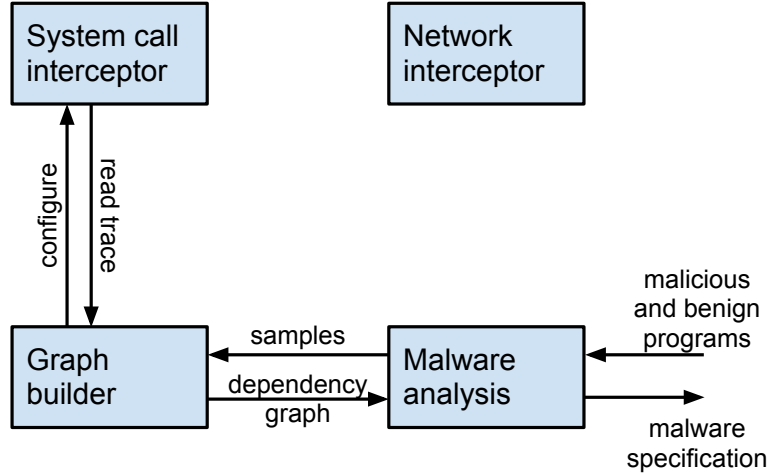 System call
interceptor
Network
interceptor
configure
read trace
malicious
and benign
programs
samples
Graph
builder
Malware
analysis
dependency
graph
malware
specification